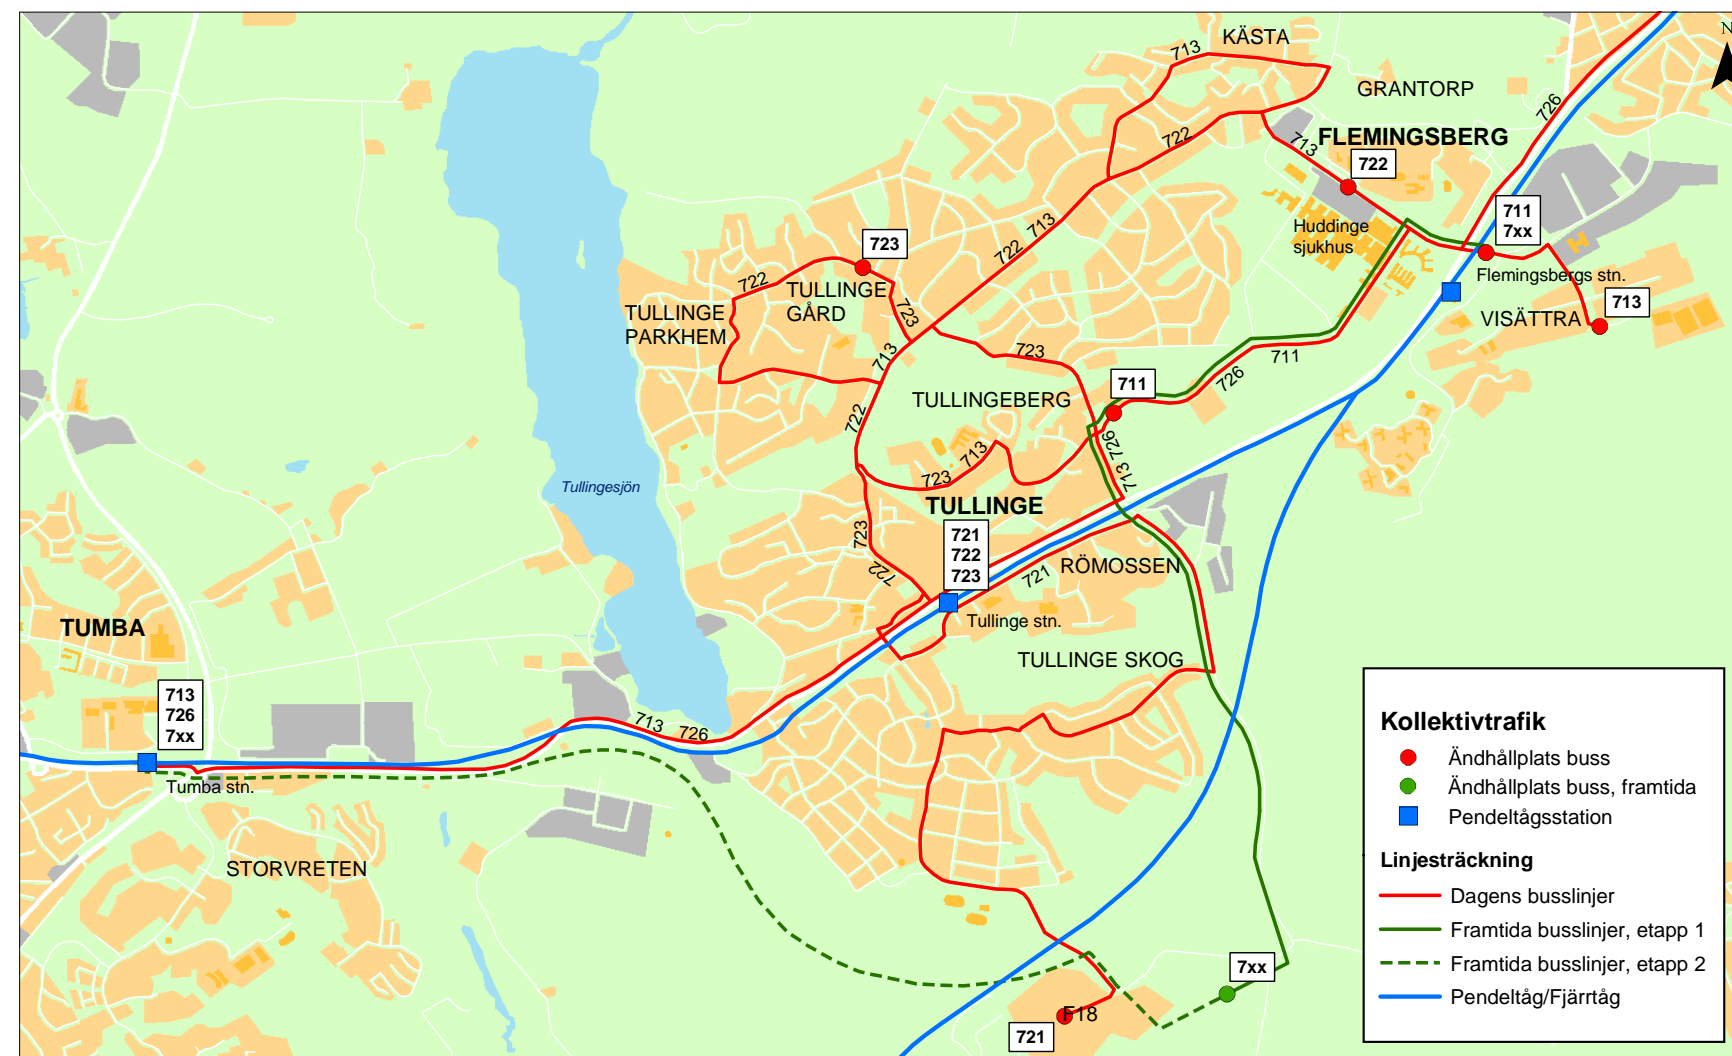 KÄSTA
N
713
GRANTORP
726
722
713
FLEMINGSBERG
722
711
7xx
713
Huddinge
sjukhus
722
723
Flemingsbergs stn.
722
TULLINGE
GÅRD
723
713
TULLINGE
PARKHEM
VISÄTTRA
713
723
711
726
711
TULLINGEBERG
722
726
713
713
723
Tullingesjön
TULLINGE
723
721
722
723
722
721
RÖMOSSEN
Tullinge stn.
TUMBA
TULLINGE SKOG
713
726
7xx
713
726
Tumba stn.
STORVRETEN
7xx
F18
721
Kollektivtrafik
Ändhållplats buss
Ändhållplats buss, framtida
Pendeltågsstation
Linjesträckning
Dagens busslinjer
Framtida busslinjer, etapp 1
Framtida busslinjer, etapp 2
Pendeltåg/Fjärrtåg